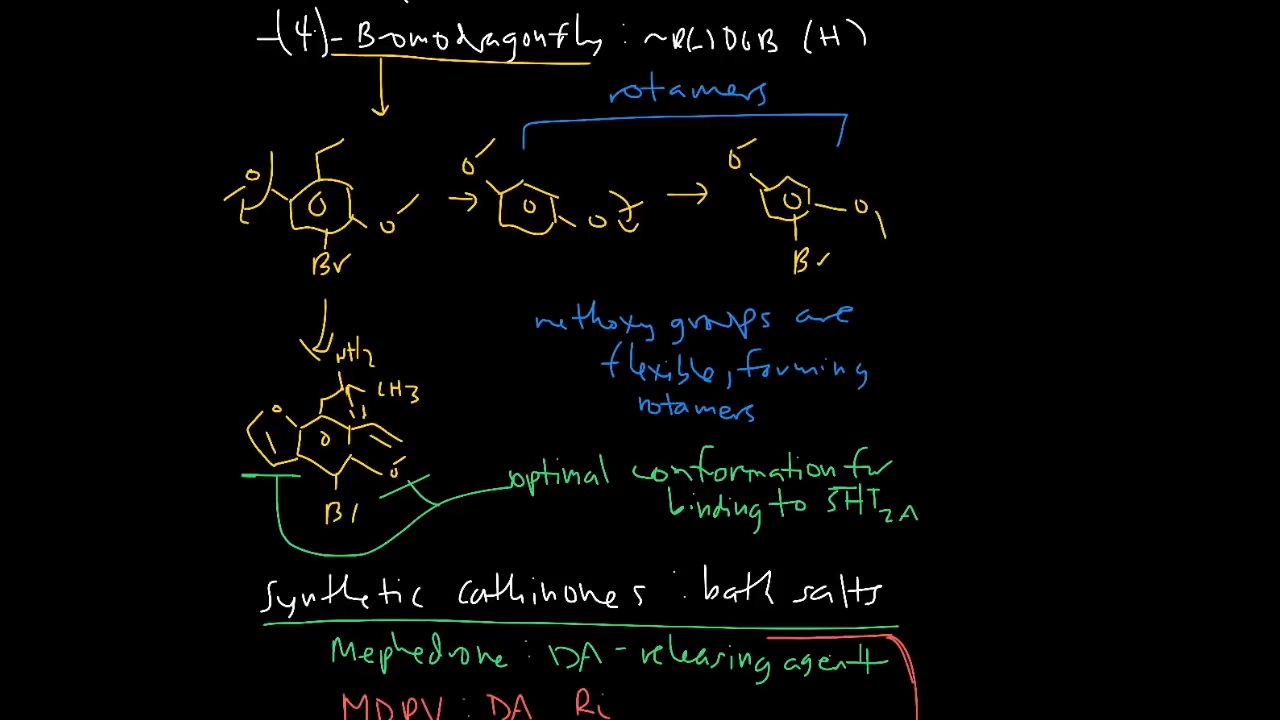 -(4)- Bromodragonfly : ~ (H)
rotamers
O
O
O
O
O
O
Br
Br
methoxy groups are
flexible, forming
rotamers
NH2
CH3
O
O
optimal conformation for
binding to 5HT2A
Br
Synthetic cathinones : bath salts
Mephedrone : DA-releasing agent
MDPV : DA